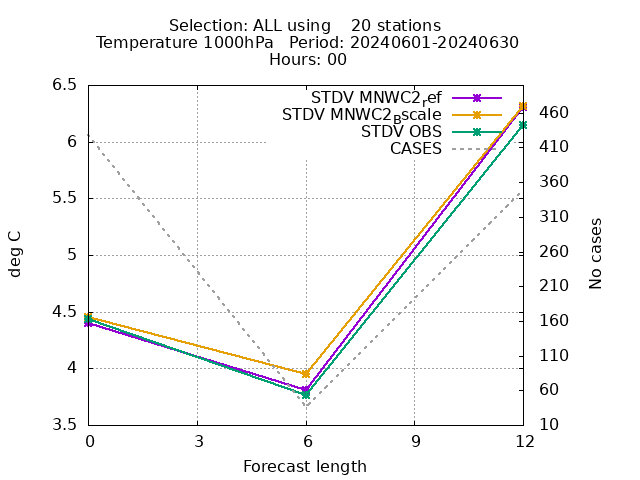 Selection: ALL using 20 stations
Temperature 1000hPa Period: 20240601-20240630
Hours: 00
STDV MNWC2ref
STDV MNWC2Bscale
STDV OBS
CASES
6.5
6
5.5
5
4.5
4
3.5
460
410
360
310
260
210
160
110
60
10
deg C
No cases
0 3 6 9 12
Forecast length